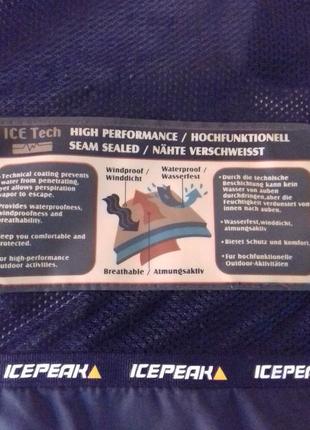 ICE Tech
HIGH PERFORMANCE / HOCHFUNKTIONELL
SEAM SEALED / NÄHTE VERSCHWEISST
Technical coating prevents
water from penetrating,
yet allows perspiration
vapor to escape.
Provides waterproofness,
windproofness and
breathability.
Keep you comfortable and
protected.
For high-performance
outdoor activities.
Windproof /
Winddicht
Waterproof /
Wasserfest
Breathable / Atmungsaktiv
• Durch die technische
Beschichtung kann kein
Wasser von außen
durchdringen, aber die
Feuchtigkeit verdunstet von
innen nach außen.
• Wasserfest, winddicht,
atmungsaktiv
• Bietet Schutz und Komfort.
• Für hochfunktionelle
Outdoor-Aktivitäten
ICEPEAK ICEPEAK ICEPEAK